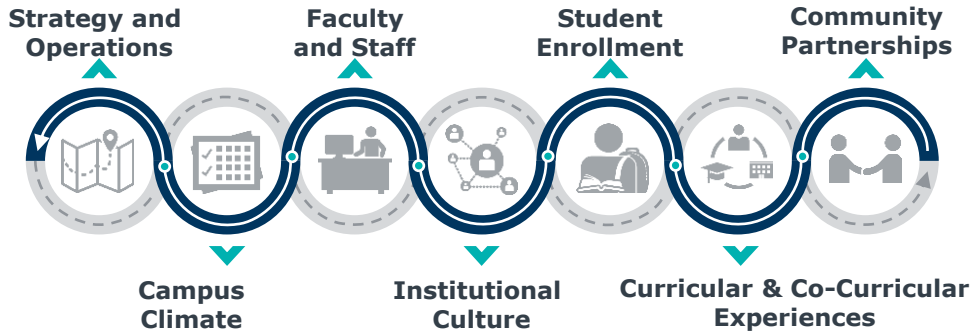 Strategy and
Operations
Faculty
and Staff
Student
Enrollment
Community
Partnerships
Campus
Climate
Institutional
Culture
Curricular & Co-Curricular
Experiences